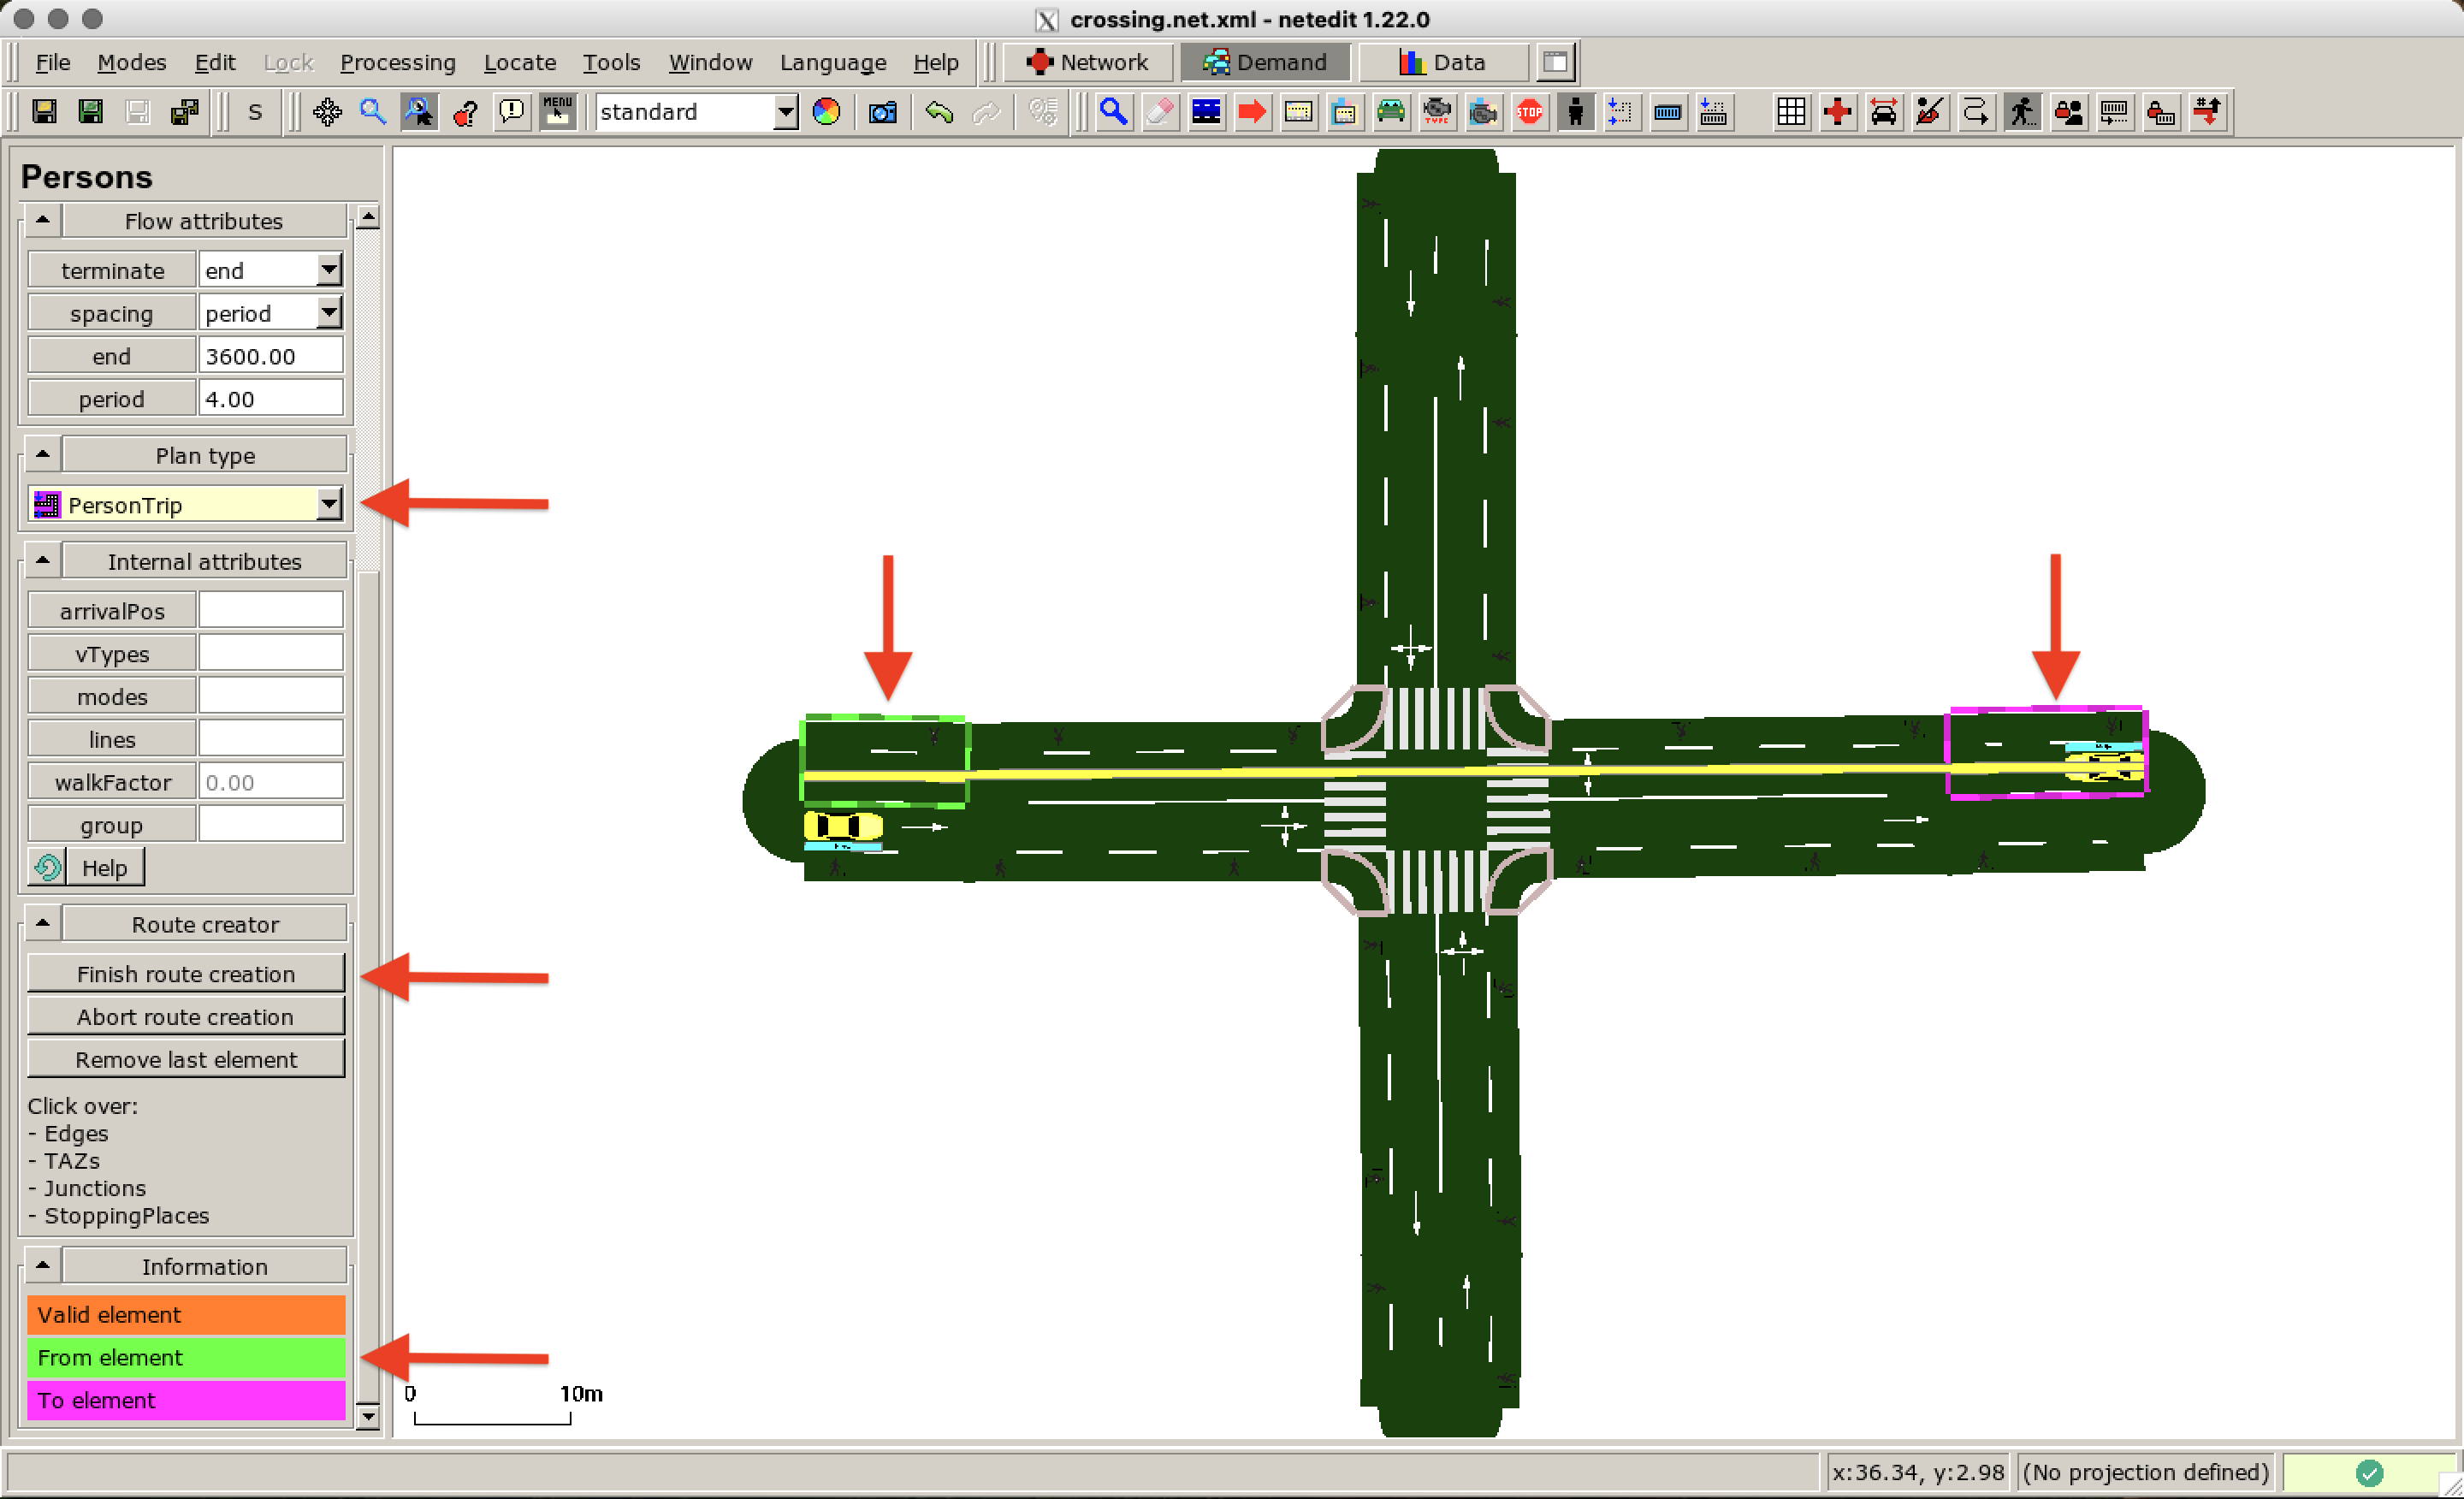 crossing.net.xml - netedit 1.22.0
File Modes Edit Lock Processing Locate Tools Window Language Help Network Demand Data
S MENU standard TYPE STOP
Persons
Flow attributes
terminate end
spacing period
end 3600.00
period 4.00
Plan type
PersonTrip
Internal attributes
arrivalPos
vTypes
modes
lines
walkFactor 0.00
group
Help
Route creator
Finish route creation
Abort route creation
Remove last element
Click over:
- Edges
- TAZs
- Junctions
- StoppingPlaces
Information
Valid element
From element
To element
0 10m
x:36.34, y:2.98 (No projection defined)